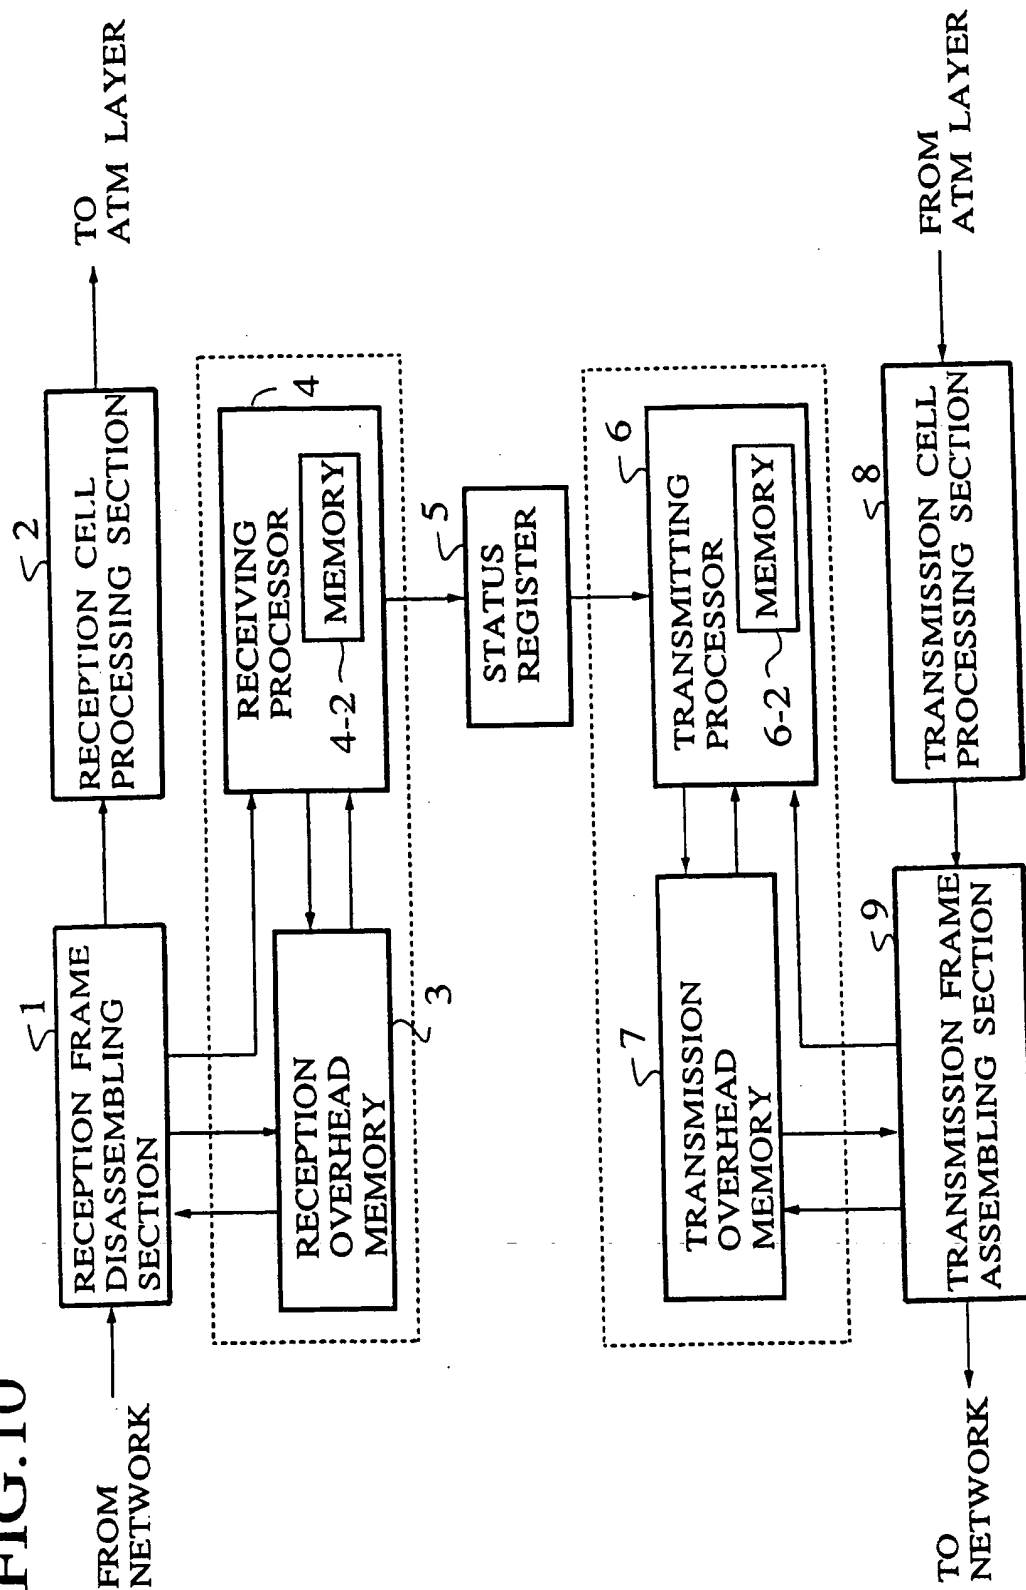 FIG.10
FROM
NETWORK
1
RECEPTION FRAME
DISASSEMBLING
SECTION
2
RECEPTION CELL
PROCESSING SECTION
TO
ATM LAYER
RECEPTION
OVERHEAD
MEMORY
3
RECEIVING
PROCESSOR
4
MEMORY
4-2
5
STATUS
REGISTER
7
TRANSMISSION
OVERHEAD
MEMORY
6
TRANSMITING
PROCESSOR
MEMORY
6-2
TO
NETWORK
9
TRANSMISSION FRAME
ASSEMBLING SECTION
8
TRANSMISSION CELL
PROCESSING SECTION
FROM
ATM LAYER